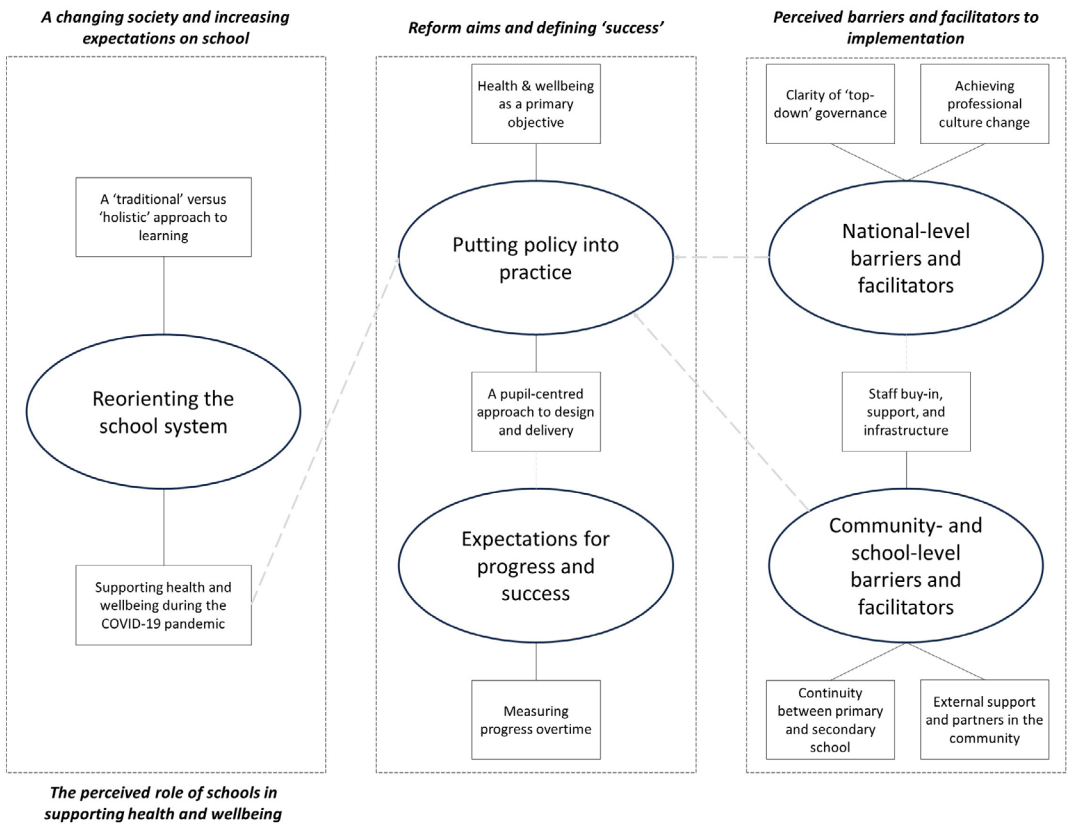 A changing society and increasing
expectations on school
A ‘traditional’ versus
‘holistic’ approach to
learning
Reorienting the
school system
Supporting health and
wellbeing during the
COVID-19 pandemic
The perceived role of schools in
supporting health and wellbeing
Reform aims and defining ‘success’
Health & wellbeing
as a primary
objective
Putting policy into
practice
A pupil-centred
approach to design
and delivery
Expectations for
progress and
success
Measuring
progress overtime
Perceived barriers and facilitators to
implementation
Clarity of ‘top-
down’ governance
Achieving
professional
culture change
National-level
barriers and
facilitators
Staff buy-in,
support, and
infrastructure
Community- and
school-level
barriers and
facilitators
Continuity
between primary
and secondary
school
External support
and partners in the
community